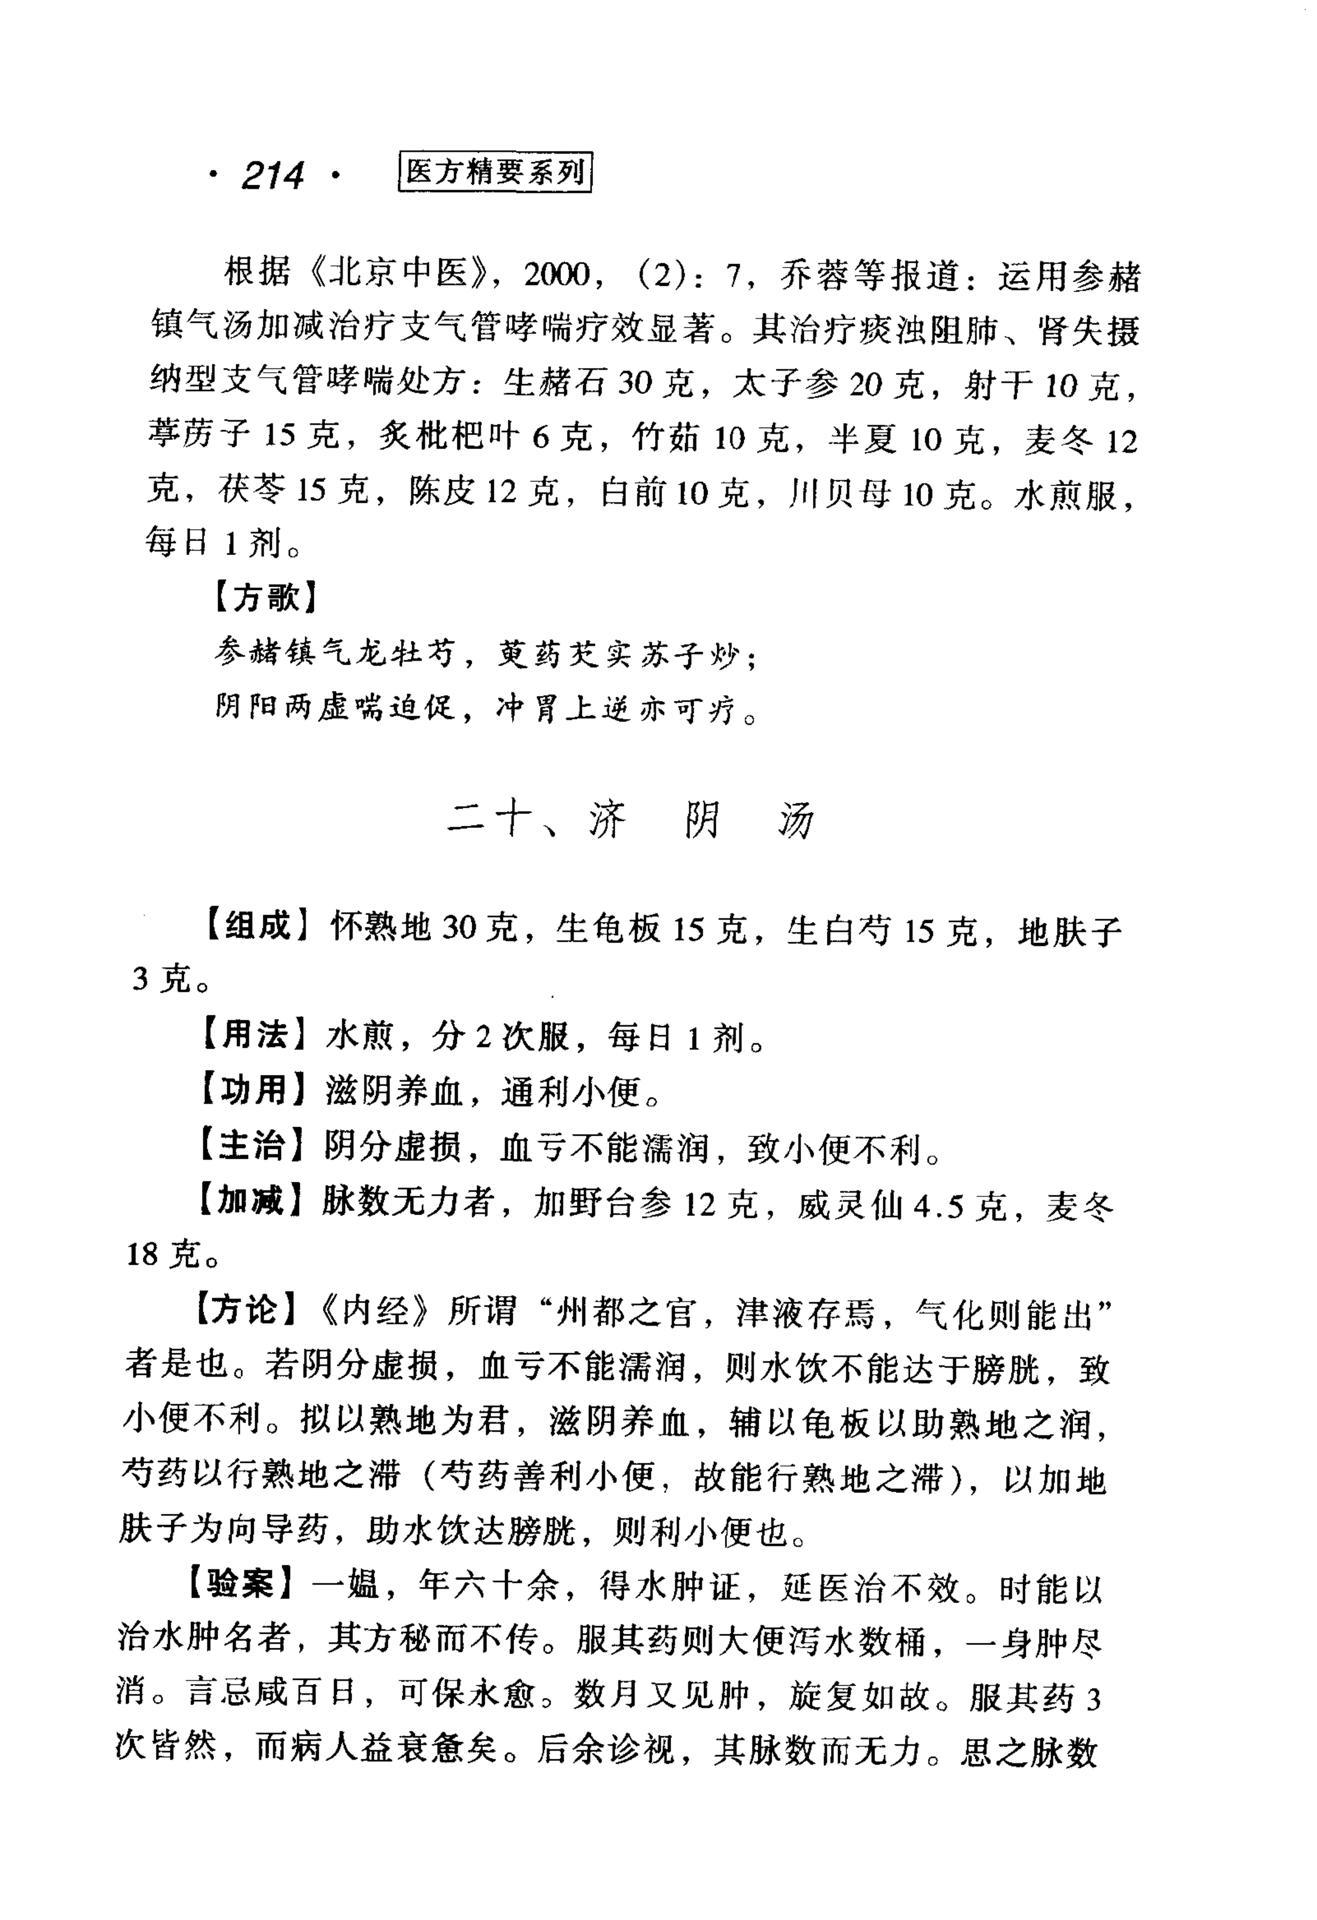 ·214· 医方精要系列
根据《北京中医》，2000，（2）：7，乔蓉等报道：运用参赭
镇气汤加减治疗支气管哮喘疗效显著。其治疗痰浊阻肺、肾失摄
纳型支气管哮喘处方：生赭石 30 克，太子参 20 克，射干 10 克，
葶苈子 15 克，炙枇杷叶 6 克，竹茹 10 克，半夏 10 克，麦冬 12
克，茯苓 15 克，陈皮 12 克，白前 10 克，川贝母 10 克。水煎服，
每日 1 剂。
【方歌】
参赭镇气龙牡芍，萸药芡实苏子炒；
阴阳两虚喘迫促，冲胃上逆亦可疗。
二十、济 阴 汤
【组成】怀熟地 30 克，生龟板 15 克，生白芍 15 克，地肤子
3 克。
【用法】水煎，分 2 次服，每日 1 剂。
【功用】滋阴养血，通利小便。
【主治】阴分虚损，血亏不能濡润，致小便不利。
【加减】脉数无力者，加野台参 12 克，威灵仙 4.5 克，麦冬
18 克。
【方论】《内经》所谓“州都之官，津液存焉，气化则能出”
者是也。若阴分虚损，血亏不能濡润，则水饮不能达于膀胱，致
小便不利。拟以熟地为君，滋阴养血，辅以龟板以助熟地之润，
芍药以行熟地之滞（芍药善利小便，故能行熟地之滞），以加地
肤子为向导药，助水饮达膀胱，则利小便也。
【验案】一媪，年六十余，得水肿证，延医治不效。时能以
治水肿名者，其方秘而不传。服其药则大便泻水数桶，一身肿尽
消。言忌咸百日，可保永愈。数月又见肿，旋复如故。服其药 3
次皆然，而病人益衰惫矣。后余诊视，其脉数而无力。思之脉数